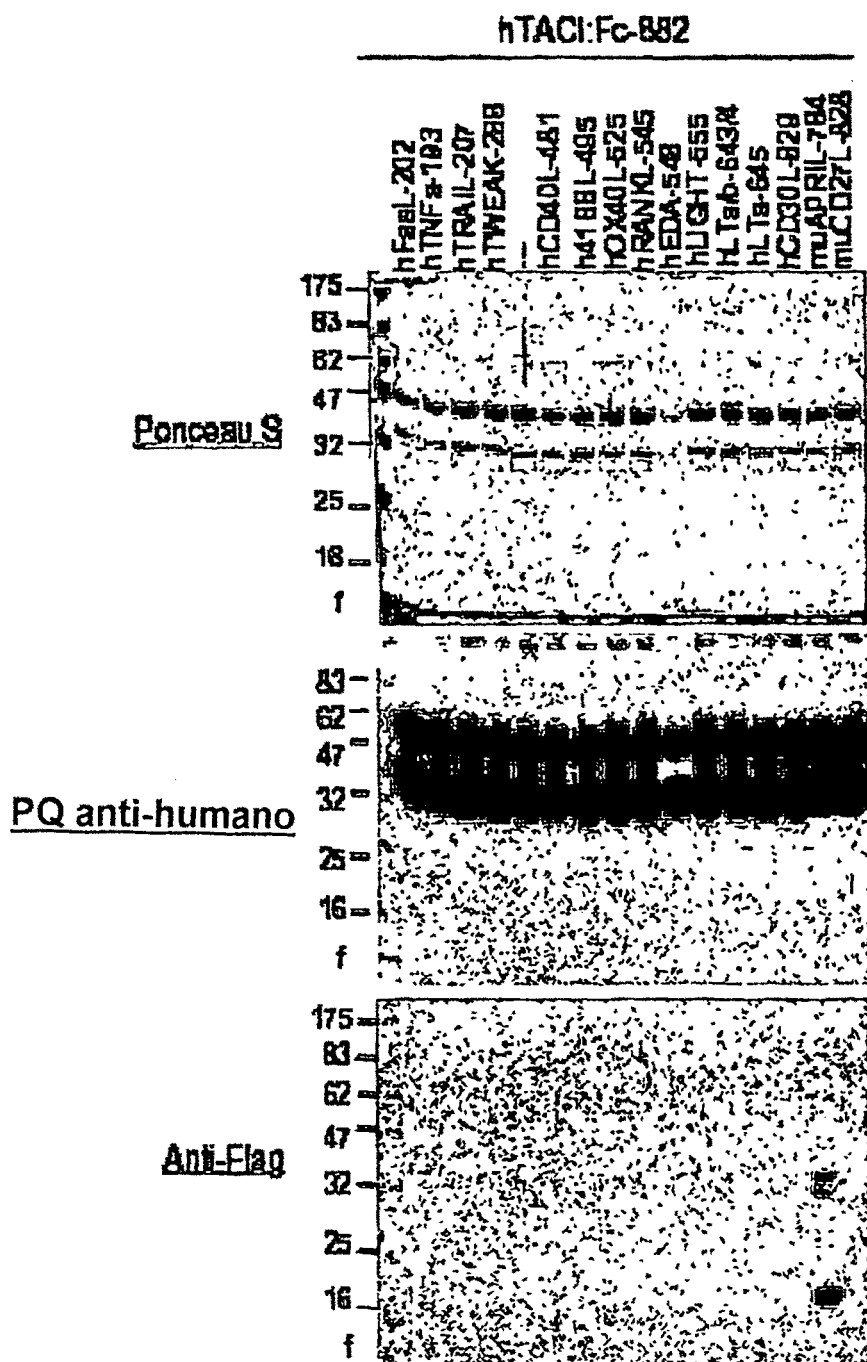 hTACI:Fc-882
hFasL-202
hTNFa-193
hTRAIL-207
hTWEAK-288
---
hCD40L-481
h41BBL-495
hOX40L-525
hRANKL-545
hEDA-548
hLIGHT-555
hLTa/b-643/4
hLTa-645
hCD30L-829
muAPRIL-784
muCD27L-828
175
83
62
47
32
25
16
f
Ponceau S
83
62
47
32
25
16
f
PQ anti-humano
175
83
62
47
32
25
16
f
Anti-Flag